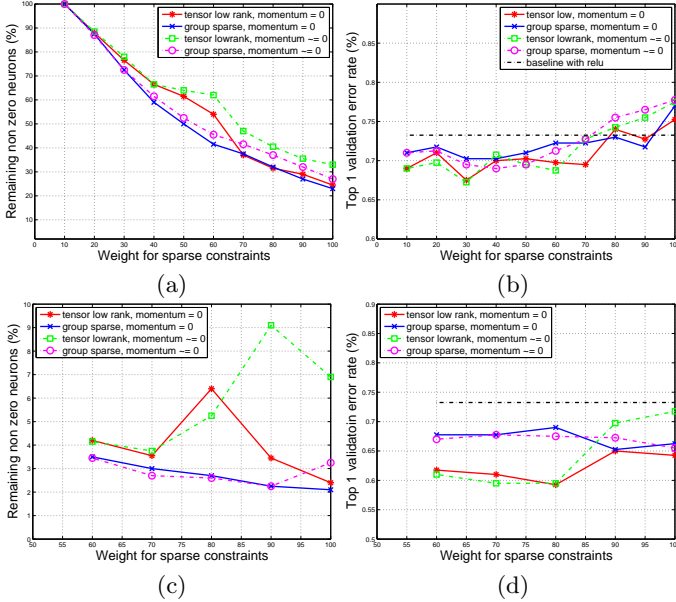 Remaining non zero neurons (%)
100
90
80
70
60
50
40
30
20
10
tensor low rank, momentum = 0
group sparse, momentum = 0
tensor lowrank, momentum ~= 0
group sparse, momentum ~= 0
0 10 20 30 40 50 60 70 80 90 100
Weight for sparse constraints
(a)
Top 1 validation error rate (%)
0.85
0.8
0.75
0.7
0.65
0.6
tensor low rank, momentum = 0
group sparse, momentum = 0
tensor lowrank, momentum ~= 0
group sparse, momentum ~= 0
baseline with relu
0 10 20 30 40 50 60 70 80 90 100
Weight for sparse constraints
(b)
Remaining non zero neurons (%)
10
9
8
7
6
5
4
3
2
1
0
tensor low rank, momentum = 0
group sparse, momentum = 0
tensor lowrank, momentum ~= 0
group sparse, momentum ~= 0
50 55 60 65 70 75 80 85 90 95 100
Weight for sparse constraints
(c)
Top 1 validatoin error rate (%)
0.9
0.85
0.8
0.75
0.7
0.65
0.6
0.55
0.5
tensor low rank, momentum = 0
group sparse, momentum = 0
tensor lowrank, momentum ~= 0
group sparse, momentum ~= 0
50 55 60 65 70 75 80 85 90 95 100
Weight for sparse constraints
(d)